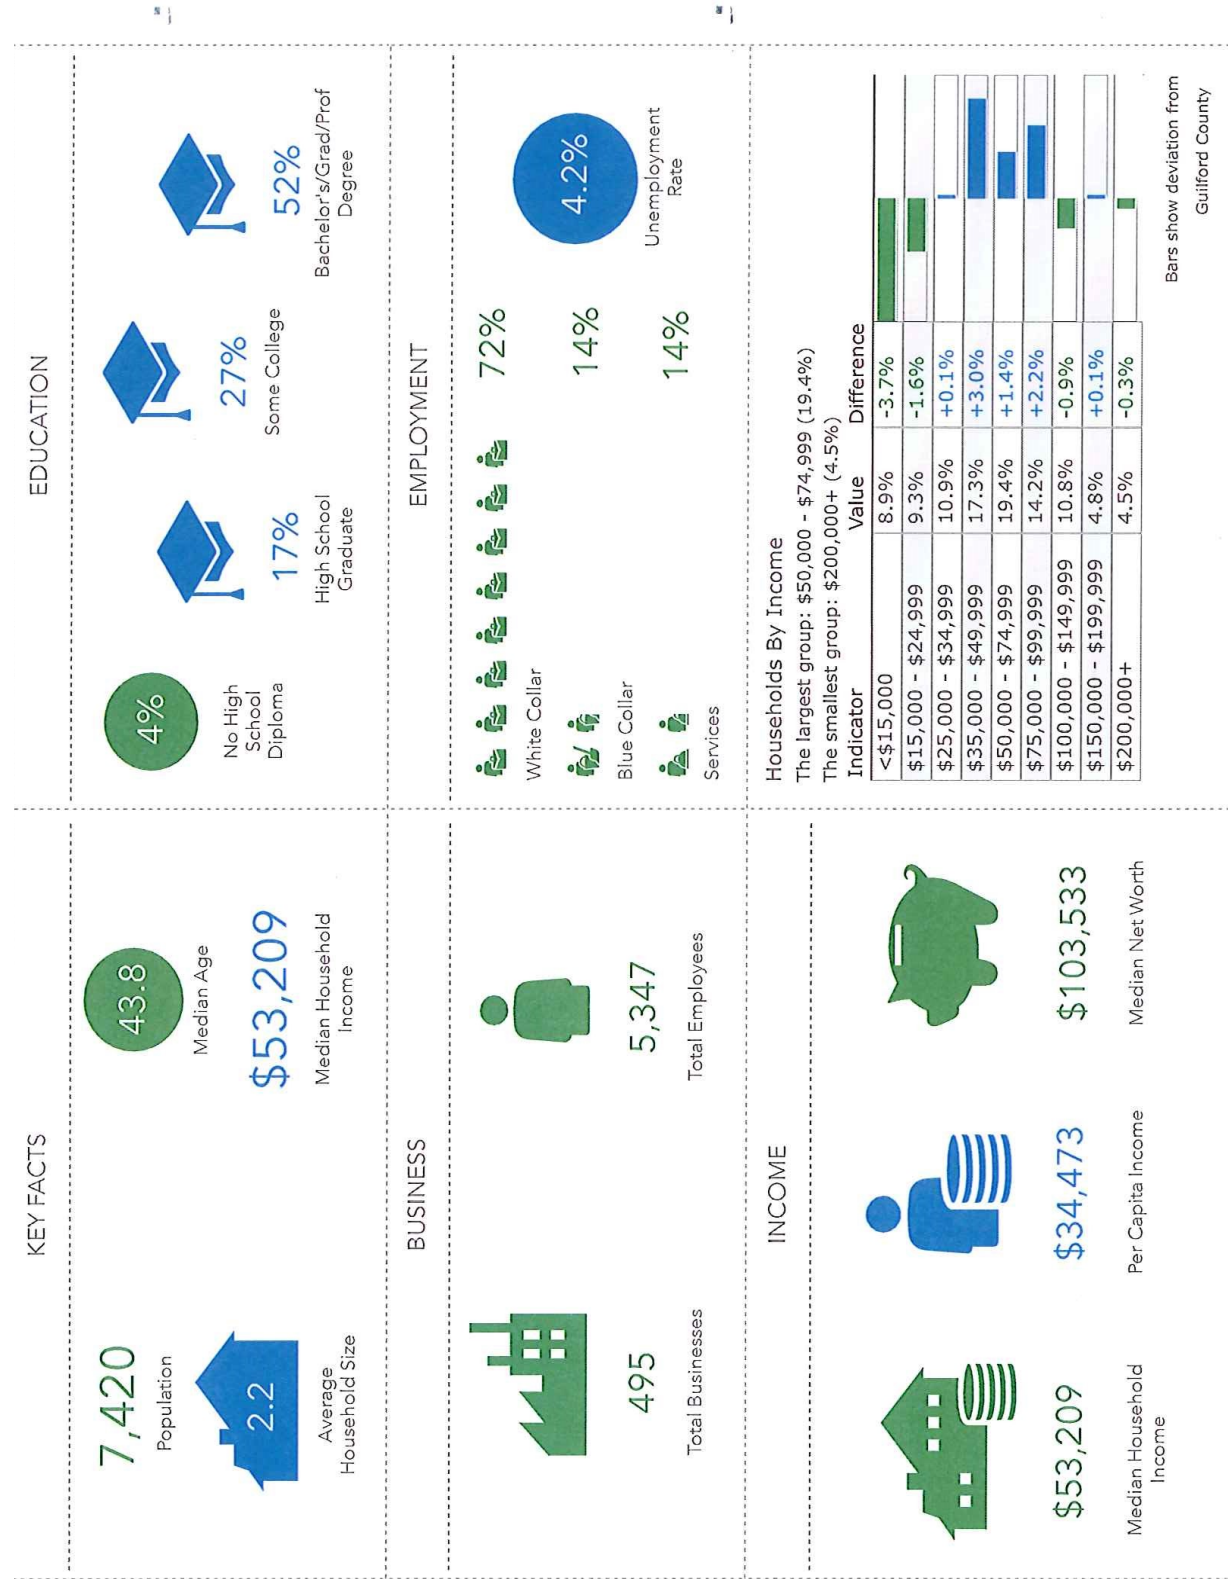 KEY FACTS
7,420
Population
43.8
Median Age
2.2
Average
Household Size
$53,209
Median Household
Income
EDUCATION
4%
No High
School
Diploma
17%
High School
Graduate
27%
Some College
52%
Bachelor's/Grad/Prof
Degree
BUSINESS
495
Total Businesses
5,347
Total Employees
EMPLOYMENT
White Collar
72%
Blue Collar
14%
Services
14%
4.2%
Unemployment
Rate
INCOME
$53,209
Median Household
Income
$34,473
Per Capita Income
$103,533
Median Net Worth
Households By Income
The largest group: $50,000 - $74,999 (19.4%)
The smallest group: $200,000+ (4.5%)
Indicator Value Difference
<$15,000 8.9% -3.7%
$15,000 - $24,999 9.3% -1.6%
$25,000 - $34,999 10.9% +0.1%
$35,000 - $49,999 17.3% +3.0%
$50,000 - $74,999 19.4% +1.4%
$75,000 - $99,999 14.2% +2.2%
$100,000 - $149,999 10.8% -0.9%
$150,000 - $199,999 4.8% +0.1%
$200,000+ 4.5% -0.3%
Bars show deviation from
Guilford County